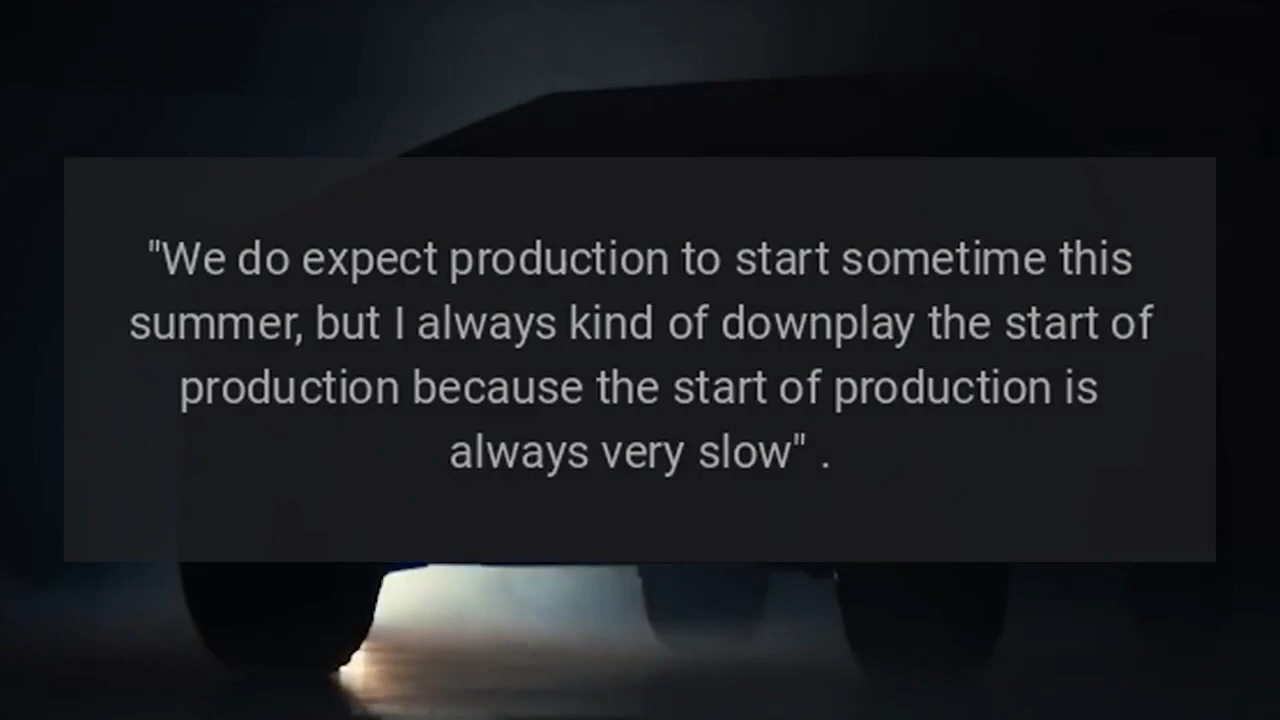 "We do expect production to start sometime this
summer, but I always kind of downplay the start of
production because the start of production is
always very slow" .